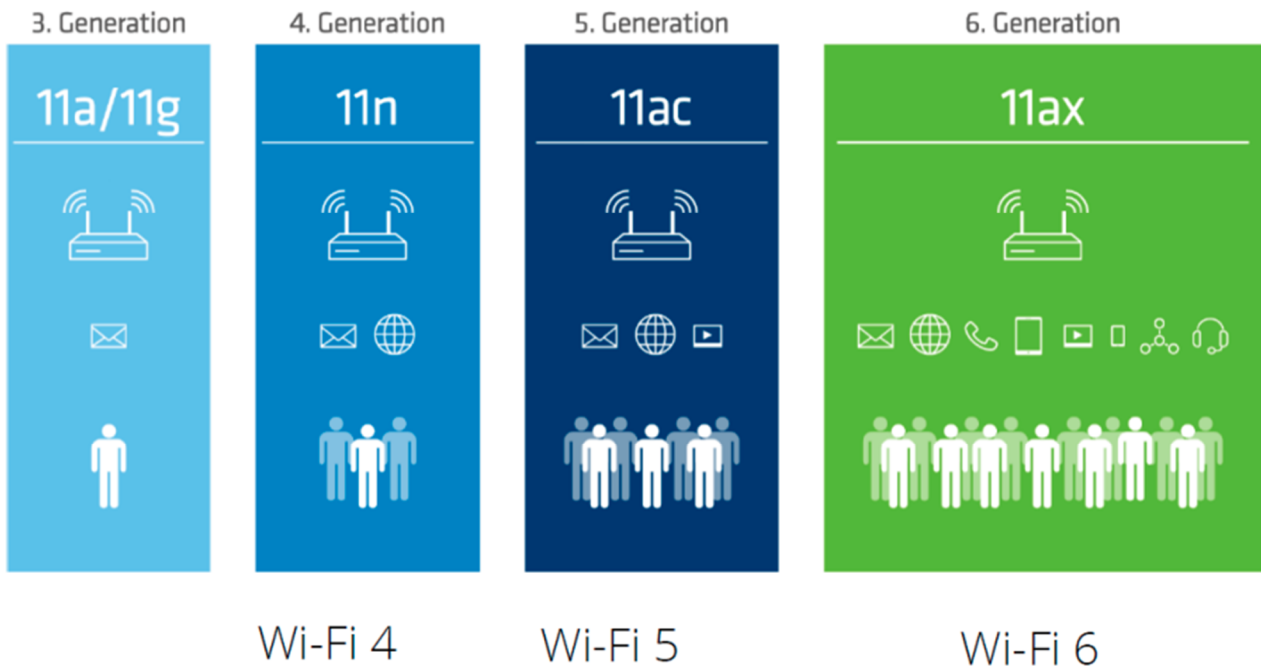 3. Generation
4. Generation
5. Generation
6. Generation
11a/11g
11n
11ac
11ax
Wi-Fi 4
Wi-Fi 5
Wi-Fi 6